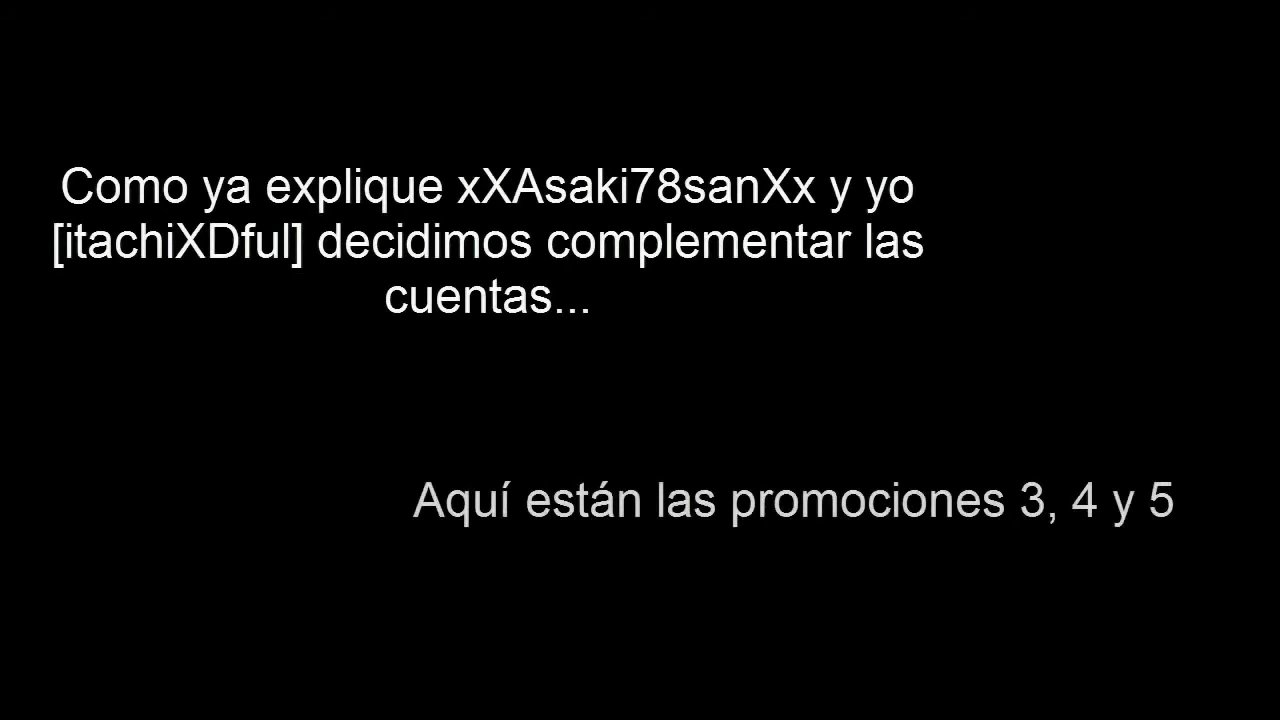 Como ya explique xXAsaki78sanXx y yo
[itachiXDful] decidimos complementar las
cuentas...
Aquí están las promociones 3, 4 y 5